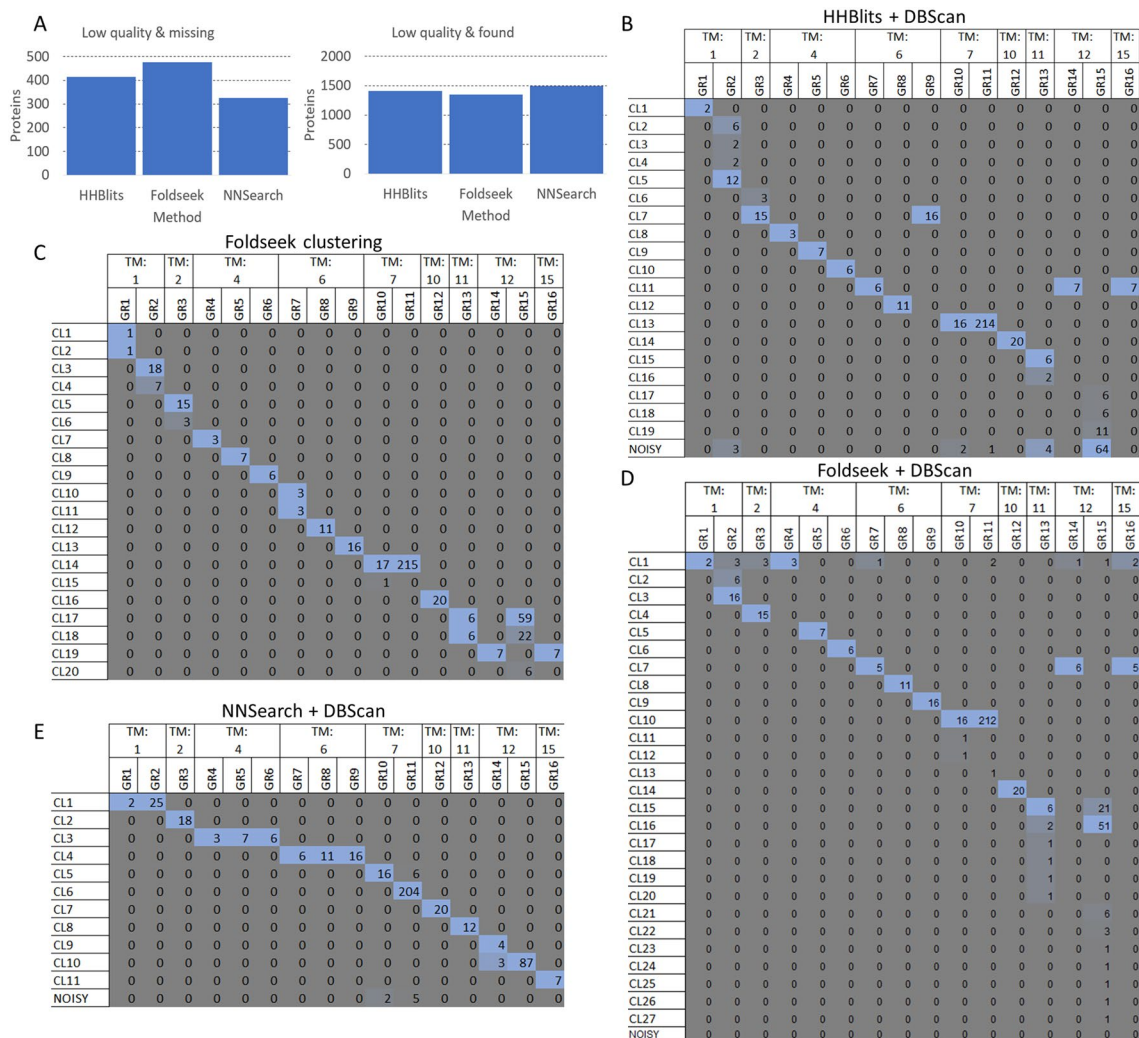 A
Low quality & missing
500
400
300
200
100
0
Proteins
HHBlits Foldseek NNSearch
Method
Low quality & found
2000
1500
1000
500
0
Proteins
HHBlits Foldseek NNSearch
Method
B
HHBlits + DBScan
TM: TM: TM: TM: TM: TM: TM: TM: TM:
1 2 4 6 7 10 11 12 15
GR1 GR2 GR3 GR4 GR5 GR6 GR7 GR8 GR9 GR10 GR11 GR12 GR13 GR14 GR15 GR16
CL1 2 0 0 0 0 0 0 0 0 0 0 0 0 0 0 0
CL2 0 6 0 0 0 0 0 0 0 0 0 0 0 0 0 0
CL3 0 2 0 0 0 0 0 0 0 0 0 0 0 0 0 0
CL4 0 2 0 0 0 0 0 0 0 0 0 0 0 0 0 0
CL5 0 12 0 0 0 0 0 0 0 0 0 0 0 0 0 0
CL6 0 0 3 0 0 0 0 0 0 0 0 0 0 0 0 0
CL7 0 0 15 0 0 0 0 0 16 0 0 0 0 0 0 0
CL8 0 0 0 3 0 0 0 0 0 0 0 0 0 0 0 0
CL9 0 0 0 0 7 0 0 0 0 0 0 0 0 0 0 0
CL10 0 0 0 0 0 6 0 0 0 0 0 0 0 0 0 0
CL11 0 0 0 0 0 0 6 0 0 0 0 0 0 7 0 7
CL12 0 0 0 0 0 0 0 11 0 0 0 0 0 0 0 0
CL13 0 0 0 0 0 0 0 0 0 16 214 0 0 0 0 0
CL14 0 0 0 0 0 0 0 0 0 0 0 20 0 0 0 0
CL15 0 0 0 0 0 0 0 0 0 0 0 0 6 0 0 0
CL16 0 0 0 0 0 0 0 0 0 0 0 0 2 0 0 0
CL17 0 0 0 0 0 0 0 0 0 0 0 0 0 0 6 0
CL18 0 0 0 0 0 0 0 0 0 0 0 0 0 0 6 0
CL19 0 0 0 0 0 0 0 0 0 0 0 0 0 0 11 0
NOISY 0 3 0 0 0 0 0 0 0 2 1 0 4 0 64 0
C
Foldseek clustering
TM: TM: TM: TM: TM: TM: TM: TM: TM:
1 2 4 6 7 10 11 12 15
GR1 GR2 GR3 GR4 GR5 GR6 GR7 GR8 GR9 GR10 GR11 GR12 GR13 GR14 GR15 GR16
CL1 1 0 0 0 0 0 0 0 0 0 0 0 0 0 0 0
CL2 1 0 0 0 0 0 0 0 0 0 0 0 0 0 0 0
CL3 0 18 0 0 0 0 0 0 0 0 0 0 0 0 0 0
CL4 0 7 0 0 0 0 0 0 0 0 0 0 0 0 0 0
CL5 0 0 15 0 0 0 0 0 0 0 0 0 0 0 0 0
CL6 0 0 3 0 0 0 0 0 0 0 0 0 0 0 0 0
CL7 0 0 0 3 0 0 0 0 0 0 0 0 0 0 0 0
CL8 0 0 0 0 7 0 0 0 0 0 0 0 0 0 0 0
CL9 0 0 0 0 0 6 0 0 0 0 0 0 0 0 0 0
CL10 0 0 0 0 0 0 3 0 0 0 0 0 0 0 0 0
CL11 0 0 0 0 0 0 3 0 0 0 0 0 0 0 0 0
CL12 0 0 0 0 0 0 0 11 0 0 0 0 0 0 0 0
CL13 0 0 0 0 0 0 0 0 16 0 0 0 0 0 0 0
CL14 0 0 0 0 0 0 0 0 0 17 215 0 0 0 0 0
CL15 0 0 0 0 0 0 0 0 0 1 0 0 0 0 0 0
CL16 0 0 0 0 0 0 0 0 0 0 0 20 0 0 0 0
CL17 0 0 0 0 0 0 0 0 0 0 0 0 6 0 59 0
CL18 0 0 0 0 0 0 0 0 0 0 0 0 6 0 22 0
CL19 0 0 0 0 0 0 0 0 0 0 0 0 0 7 0 7
CL20 0 0 0 0 0 0 0 0 0 0 0 0 0 0 6 0
D
Foldseek + DBScan
TM: TM: TM: TM: TM: TM: TM: TM: TM:
1 2 4 6 7 10 11 12 15
GR1 GR2 GR3 GR4 GR5 GR6 GR7 GR8 GR9 GR10 GR11 GR12 GR13 GR14 GR15 GR16
CL1 2 3 3 3 0 0 1 0 0 0 2 0 0 1 1 2
CL2 0 6 0 0 0 0 0 0 0 0 0 0 0 0 0 0
CL3 0 16 0 0 0 0 0 0 0 0 0 0 0 0 0 0
CL4 0 0 15 0 0 0 0 0 0 0 0 0 0 0 0 0
CL5 0 0 0 0 7 0 0 0 0 0 0 0 0 0 0 0
CL6 0 0 0 0 0 6 0 0 0 0 0 0 0 0 0 0
CL7 0 0 0 0 0 0 5 0 0 0 0 0 0 6 0 5
CL8 0 0 0 0 0 0 0 11 0 0 0 0 0 0 0 0
CL9 0 0 0 0 0 0 0 0 16 0 0 0 0 0 0 0
CL10 0 0 0 0 0 0 0 0 0 16 212 0 0 0 0 0
CL11 0 0 0 0 0 0 0 0 0 1 0 0 0 0 0 0
CL12 0 0 0 0 0 0 0 0 0 1 0 0 0 0 0 0
CL13 0 0 0 0 0 0 0 0 0 0 1 0 0 0 0 0
CL14 0 0 0 0 0 0 0 0 0 0 0 20 0 0 0 0
CL15 0 0 0 0 0 0 0 0 0 0 0 0 6 0 21 0
CL16 0 0 0 0 0 0 0 0 0 0 0 0 2 0 51 0
CL17 0 0 0 0 0 0 0 0 0 0 0 0 1 0 0 0
CL18 0 0 0 0 0 0 0 0 0 0 0 0 1 0 0 0
CL19 0 0 0 0 0 0 0 0 0 0 0 0 1 0 0 0
CL20 0 0 0 0 0 0 0 0 0 0 0 0 1 0 0 0
CL21 0 0 0 0 0 0 0 0 0 0 0 0 0 0 6 0
CL22 0 0 0 0 0 0 0 0 0 0 0 0 0 0 3 0
CL23 0 0 0 0 0 0 0 0 0 0 0 0 0 0 1 0
CL24 0 0 0 0 0 0 0 0 0 0 0 0 0 0 1 0
CL25 0 0 0 0 0 0 0 0 0 0 0 0 0 0 1 0
CL26 0 0 0 0 0 0 0 0 0 0 0 0 0 0 1 0
CL27 0 0 0 0 0 0 0 0 0 0 0 0 0 0 1 0
NOISY 0 0 0 0 0 0 0 0 0 0 0 0 0 0 0 0
E
NNSearch + DBScan
TM: TM: TM: TM: TM: TM: TM: TM: TM:
1 2 4 6 7 10 11 12 15
GR1 GR2 GR3 GR4 GR5 GR6 GR7 GR8 GR9 GR10 GR11 GR12 GR13 GR14 GR15 GR16
CL1 2 25 0 0 0 0 0 0 0 0 0 0 0 0 0 0
CL2 0 0 18 0 0 0 0 0 0 0 0 0 0 0 0 0
CL3 0 0 0 3 7 6 0 0 0 0 0 0 0 0 0 0
CL4 0 0 0 0 0 0 6 11 16 0 0 0 0 0 0 0
CL5 0 0 0 0 0 0 0 0 0 16 6 0 0 0 0 0
CL6 0 0 0 0 0 0 0 0 0 0 204 0 0 0 0 0
CL7 0 0 0 0 0 0 0 0 0 0 0 20 0 0 0 0
CL8 0 0 0 0 0 0 0 0 0 0 0 0 12 0 0 0
CL9 0 0 0 0 0 0 0 0 0 0 0 0 0 4 0 0
CL10 0 0 0 0 0 0 0 0 0 0 0 0 0 3 87 0
CL11 0 0 0 0 0 0 0 0 0 0 0 0 0 0 0 7
NOISY 0 0 0 0 0 0 0 0 0 2 5 0 0 0 0 0